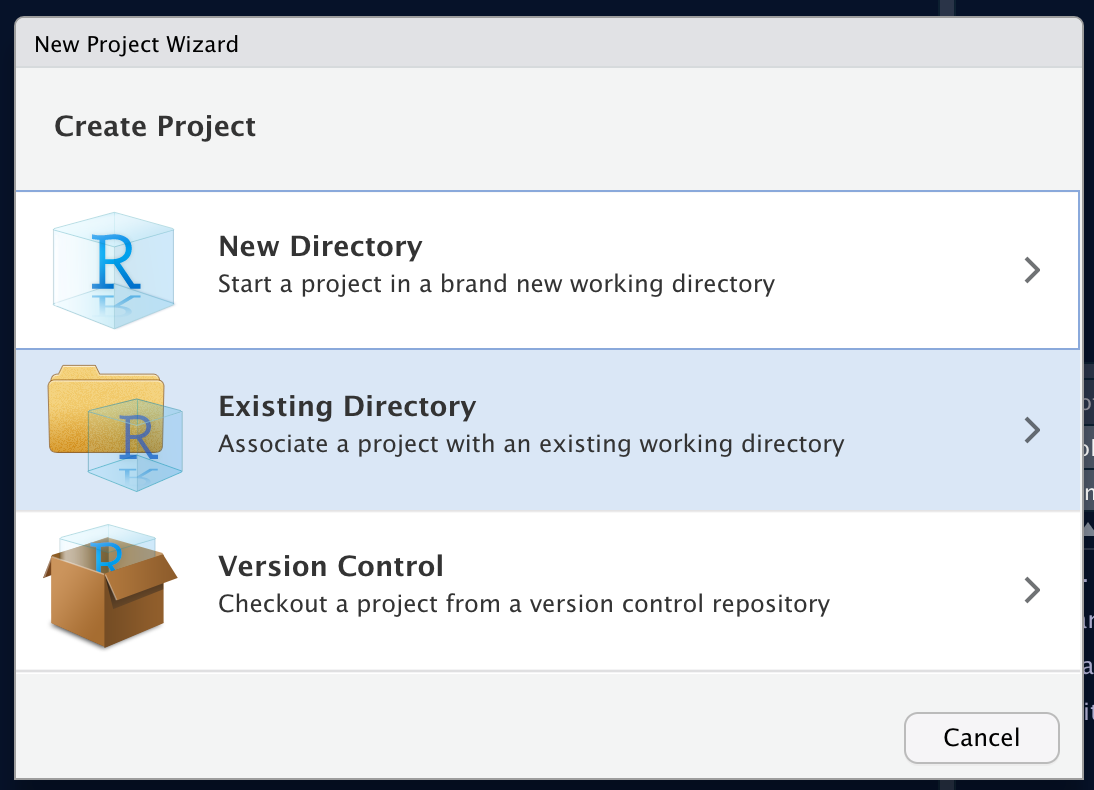 New Project Wizard
Create Project
R
New Directory
Start a project in a brand new working directory
R
Existing Directory
Associate a project with an existing working directory
R
Version Control
Checkout a project from a version control repository
Cancel